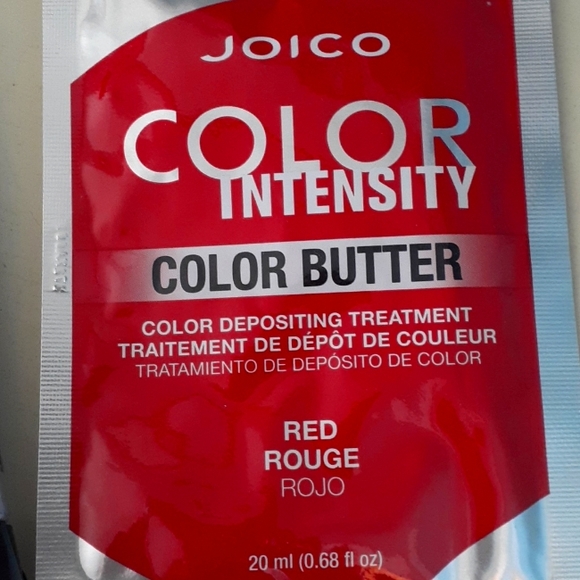 JOICO
COLOR
INTENSITY
COLOR BUTTER
COLOR DEPOSITING TREATMENT
TRAITEMENT DE DÉPÔT DE COULEUR
TRATAMIENTO DE DEPÓSITO DE COLOR
RED
ROUGE
ROJO
20 ml (0.68 fl oz)